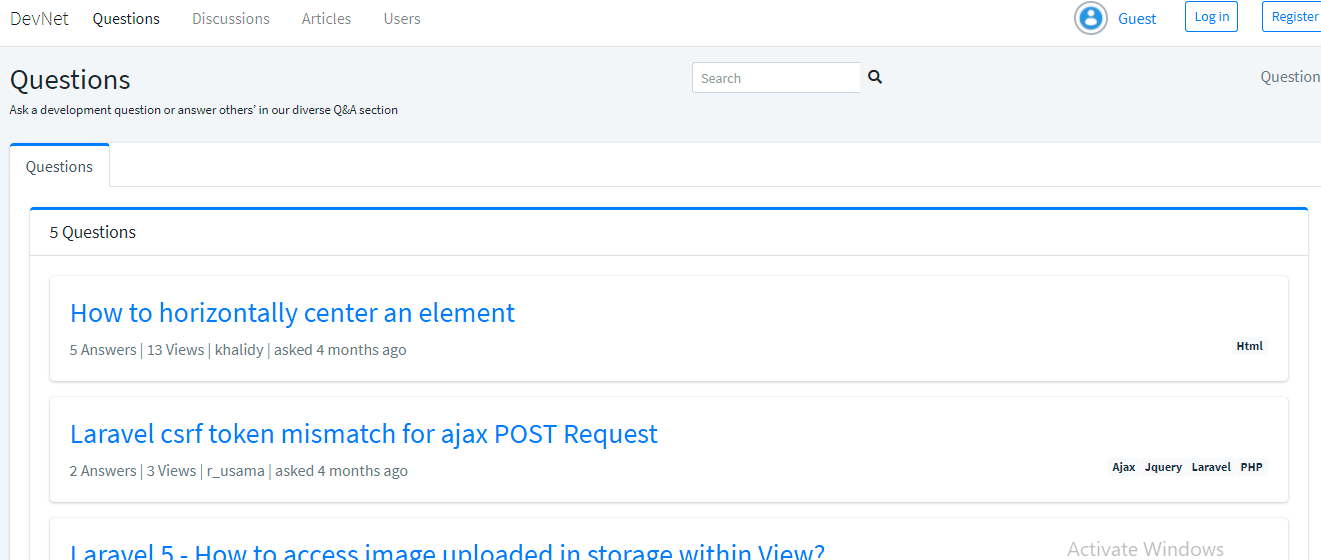 DevNet Questions Discussions Articles Users Guest Log in Register
Questions Search Question
Ask a development question or answer others' in our diverse Q&A section
Questions
5 Questions
How to horizontally center an element
5 Answers | 13 Views | khalidy | asked 4 months ago Html
Laravel csrf token mismatch for ajax POST Request
2 Answers | 3 Views | r_usama | asked 4 months ago Ajax Jquery Laravel PHP
Laravel 5 - How to access image uploaded in storage within View?
Activate Windows